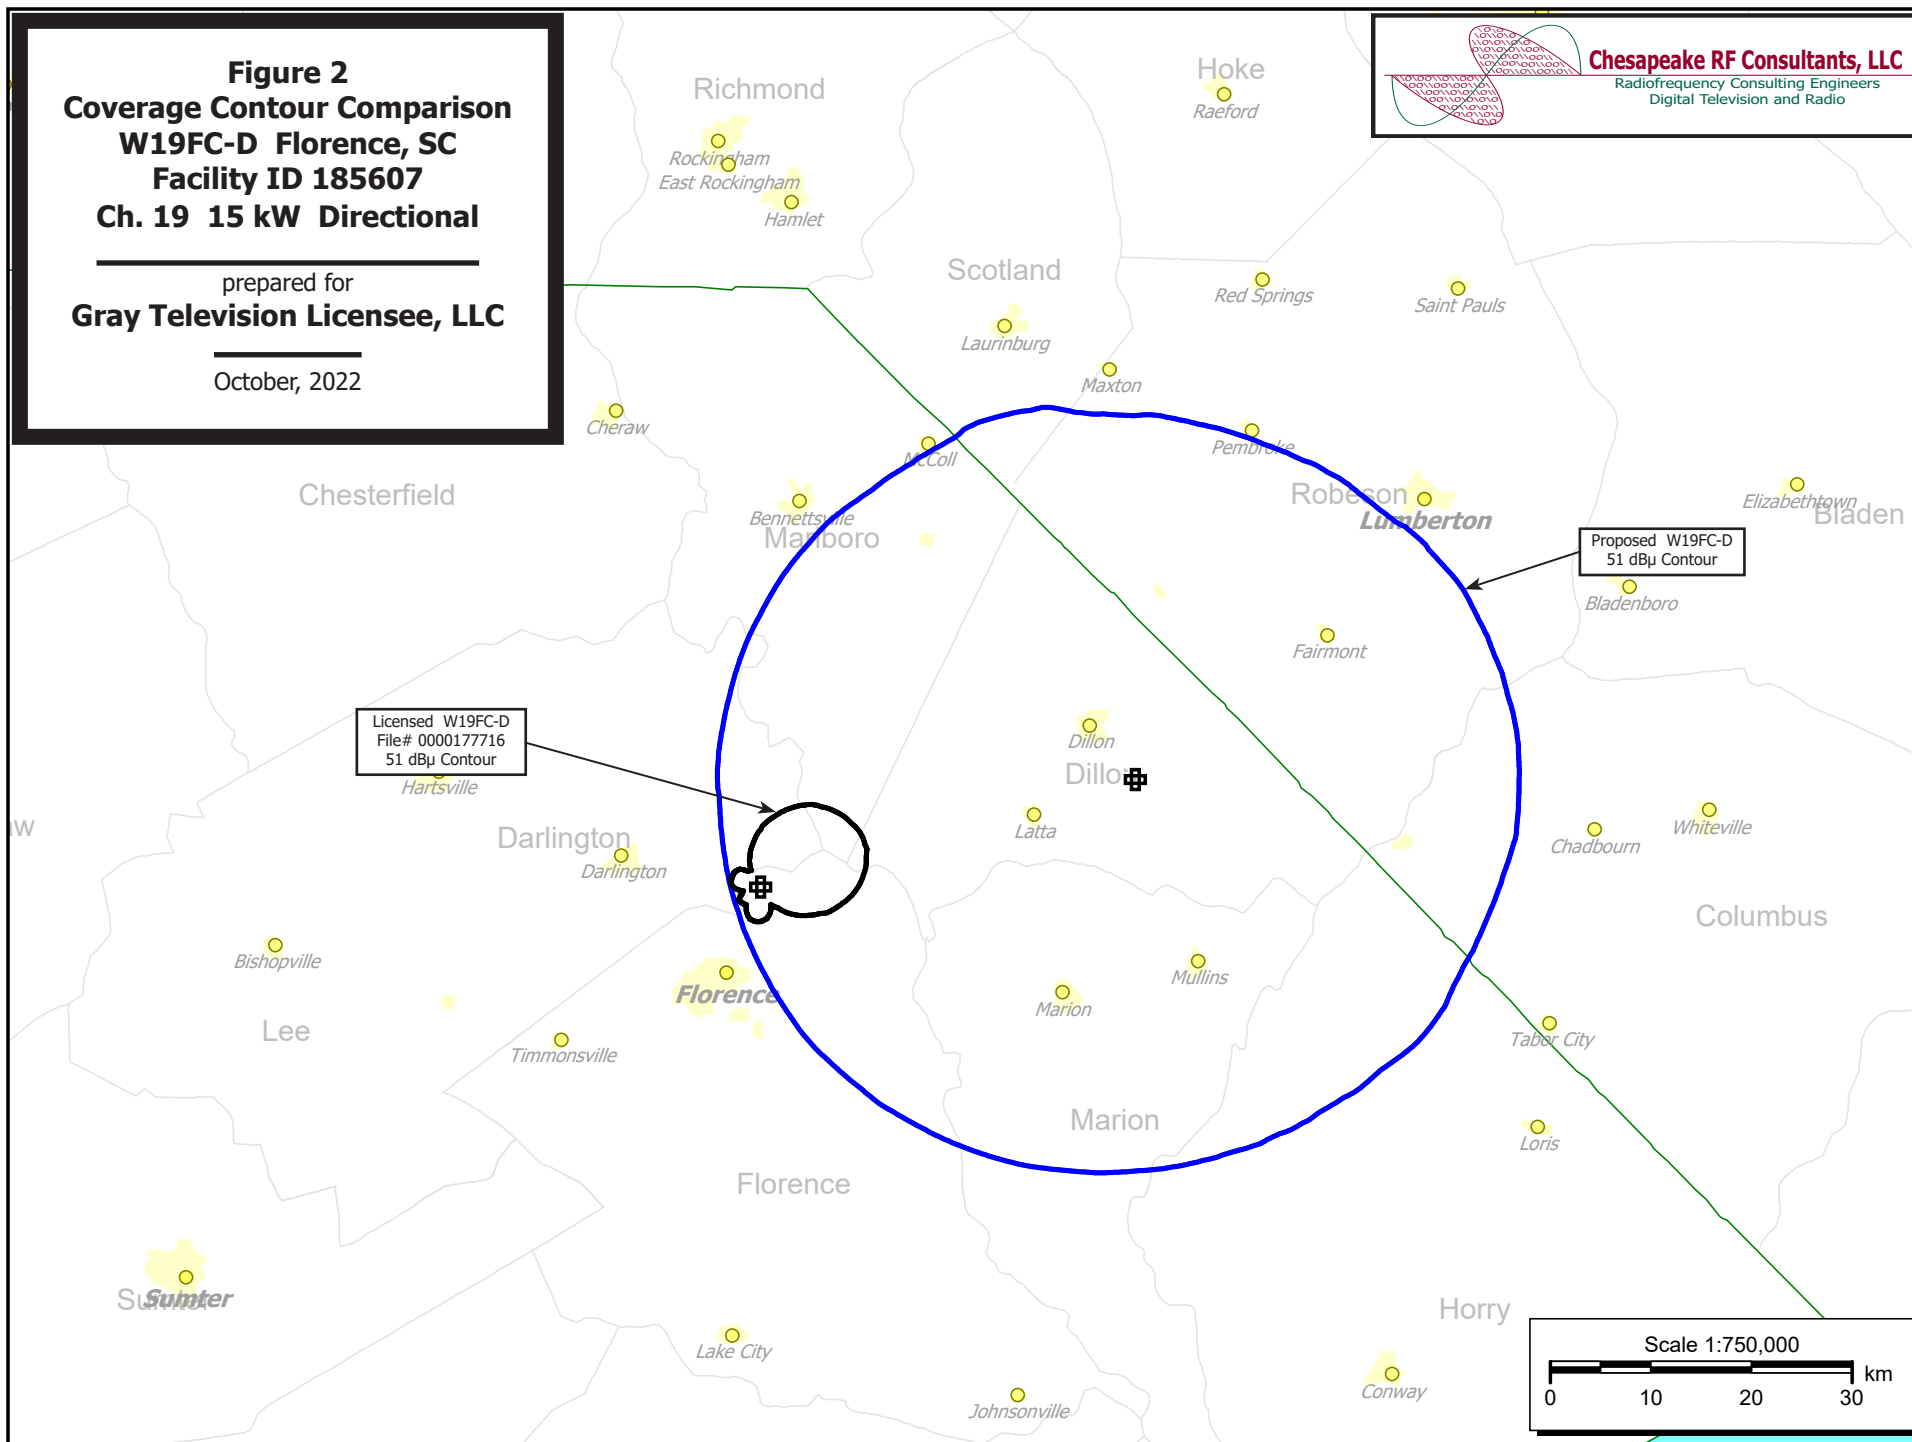 Figure 2
Coverage Contour Comparison
W19FC-D Florence, SC
Facility ID 185607
Ch. 19 15 kW Directional
prepared for
Gray Television Licensee, LLC
October, 2022
Chesapeake RF Consultants, LLC
Radiofrequency Consulting Engineers
Digital Television and Radio
Richmond
Hoke
Raeford
Rockingham
East Rockingham
Hamlet
Scotland
Red Springs
Saint Pauls
Laurinburg
Maxton
Cheraw
McColl
Pembroke
Chesterfield
Bennettsville
Marlboro
Robeson
Lumberton
Elizabethtown
Bladen
Proposed W19FC-D
51 dBµ Contour
Bladenboro
Fairmont
Licensed W19FC-D
File# 0000177716
51 dBµ Contour
Hartsville
Dillon
Dillon
Latta
Whiteville
Chadbourn
aw
Darlington
Darlington
Columbus
Bishopville
Florence
Mullins
Marion
Lee
Timmonsville
Tabor City
Marion
Loris
Florence
Sumter
Sumter
Horry
Lake City
Conway
Johnsonville
Scale 1:750,000
km
0 10 20 30